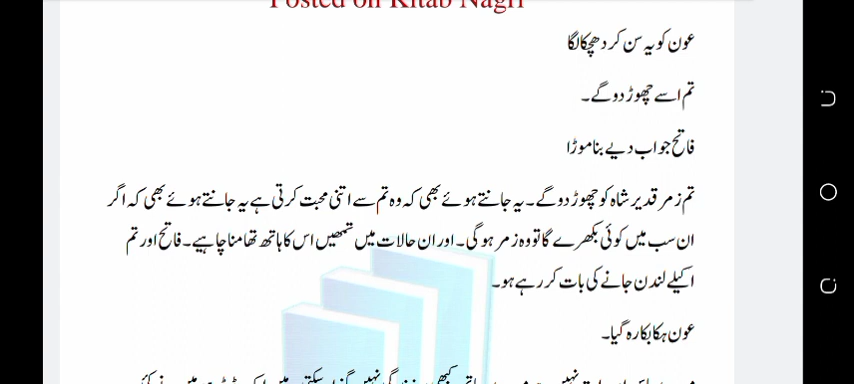 Posted on Kitab Nagri
عون کو یہ سن کر دھچکا لگا
تم اسے چھوڑ دو گے۔
فاتح جواب دیے بنا موڑا
تم زمر قدیر شاہ کو چھوڑ دو گے۔ یہ جانتے ہوئے بھی کہ وہ تم سے اتنی محبت کرتی ہے یہ جانتے ہوئے بھی کہ اگر
ان سب میں کوئی بکھرے گا تو وہ زمر ہو گی۔ اور ان حالات میں تمھیں اس کا ہاتھ تھامنا چاہیے۔ فاتح اور تم
اکیلے لندن جانے کی بات کر رہے ہو۔
عون ہکا بکا رہ گیا۔